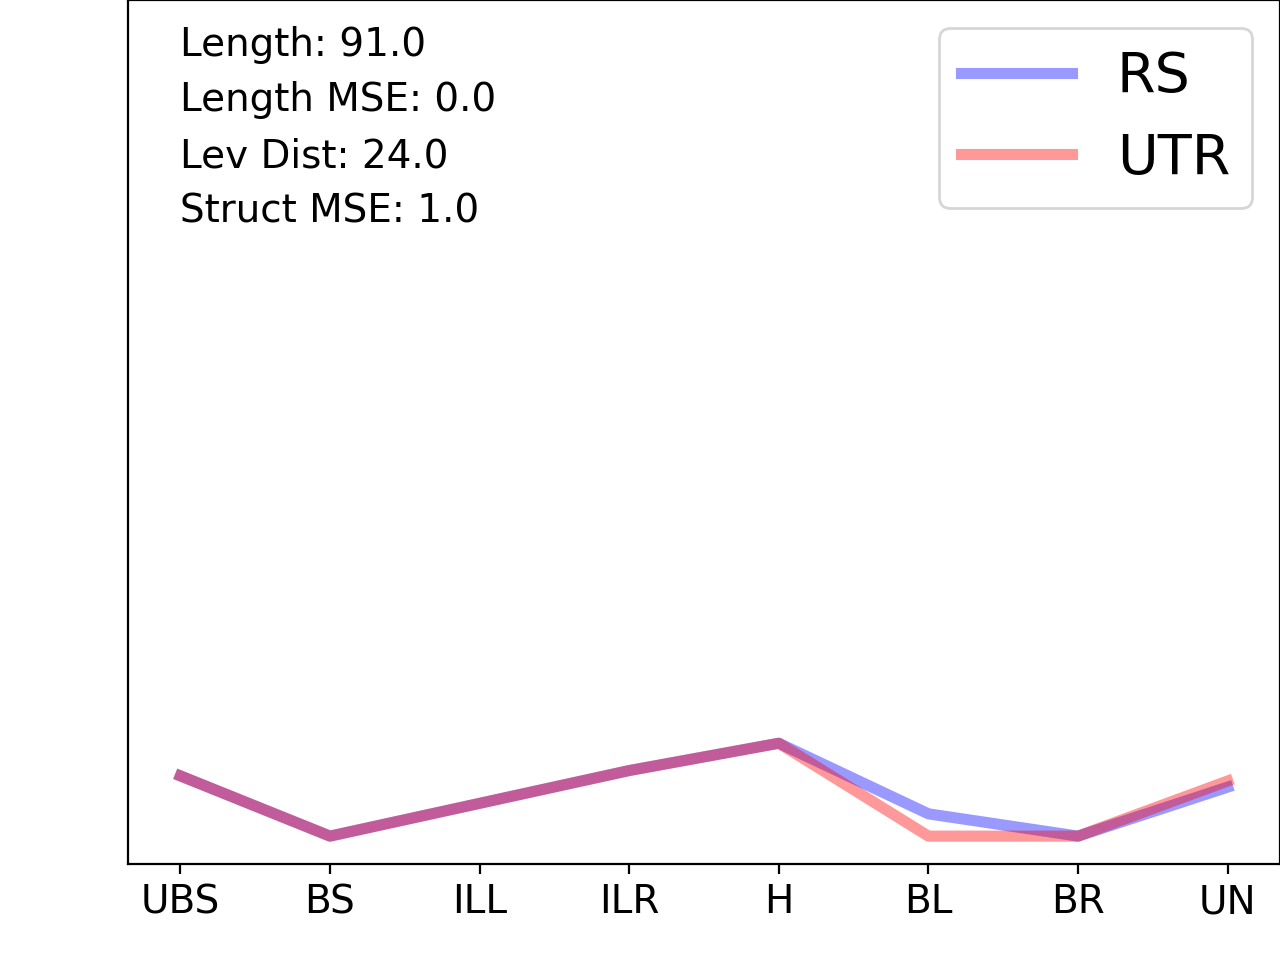 Length: 91.0
Length MSE: 0.0
Lev Dist: 24.0
Struct MSE: 1.0
RS
UTR
UBS BS ILL ILR H BL BR UN